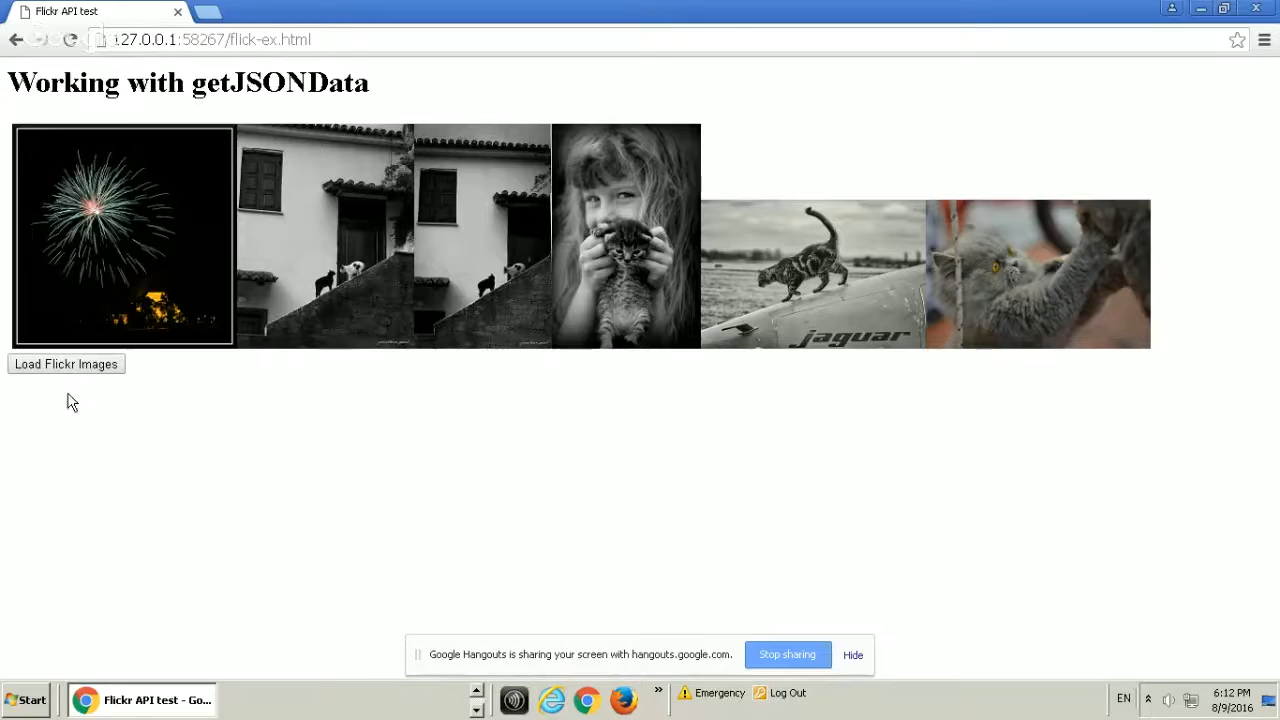 Flickr API test
127.0.0.1:58267/flick-ex.html
Working with getJSONData
jaguar
Load Flickr Images
Google Hangouts is sharing your screen with hangouts.google.com.
Stop sharing
Hide
Start
Flickr API test - Go...
Emergency
Log Out
EN
6:12 PM
8/9/2016